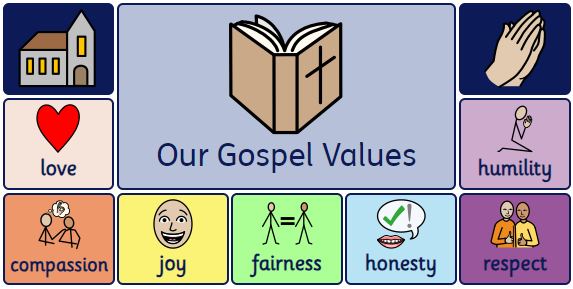 Our Gospel Values
love
humility
compassion
joy
fairness
honesty
respect